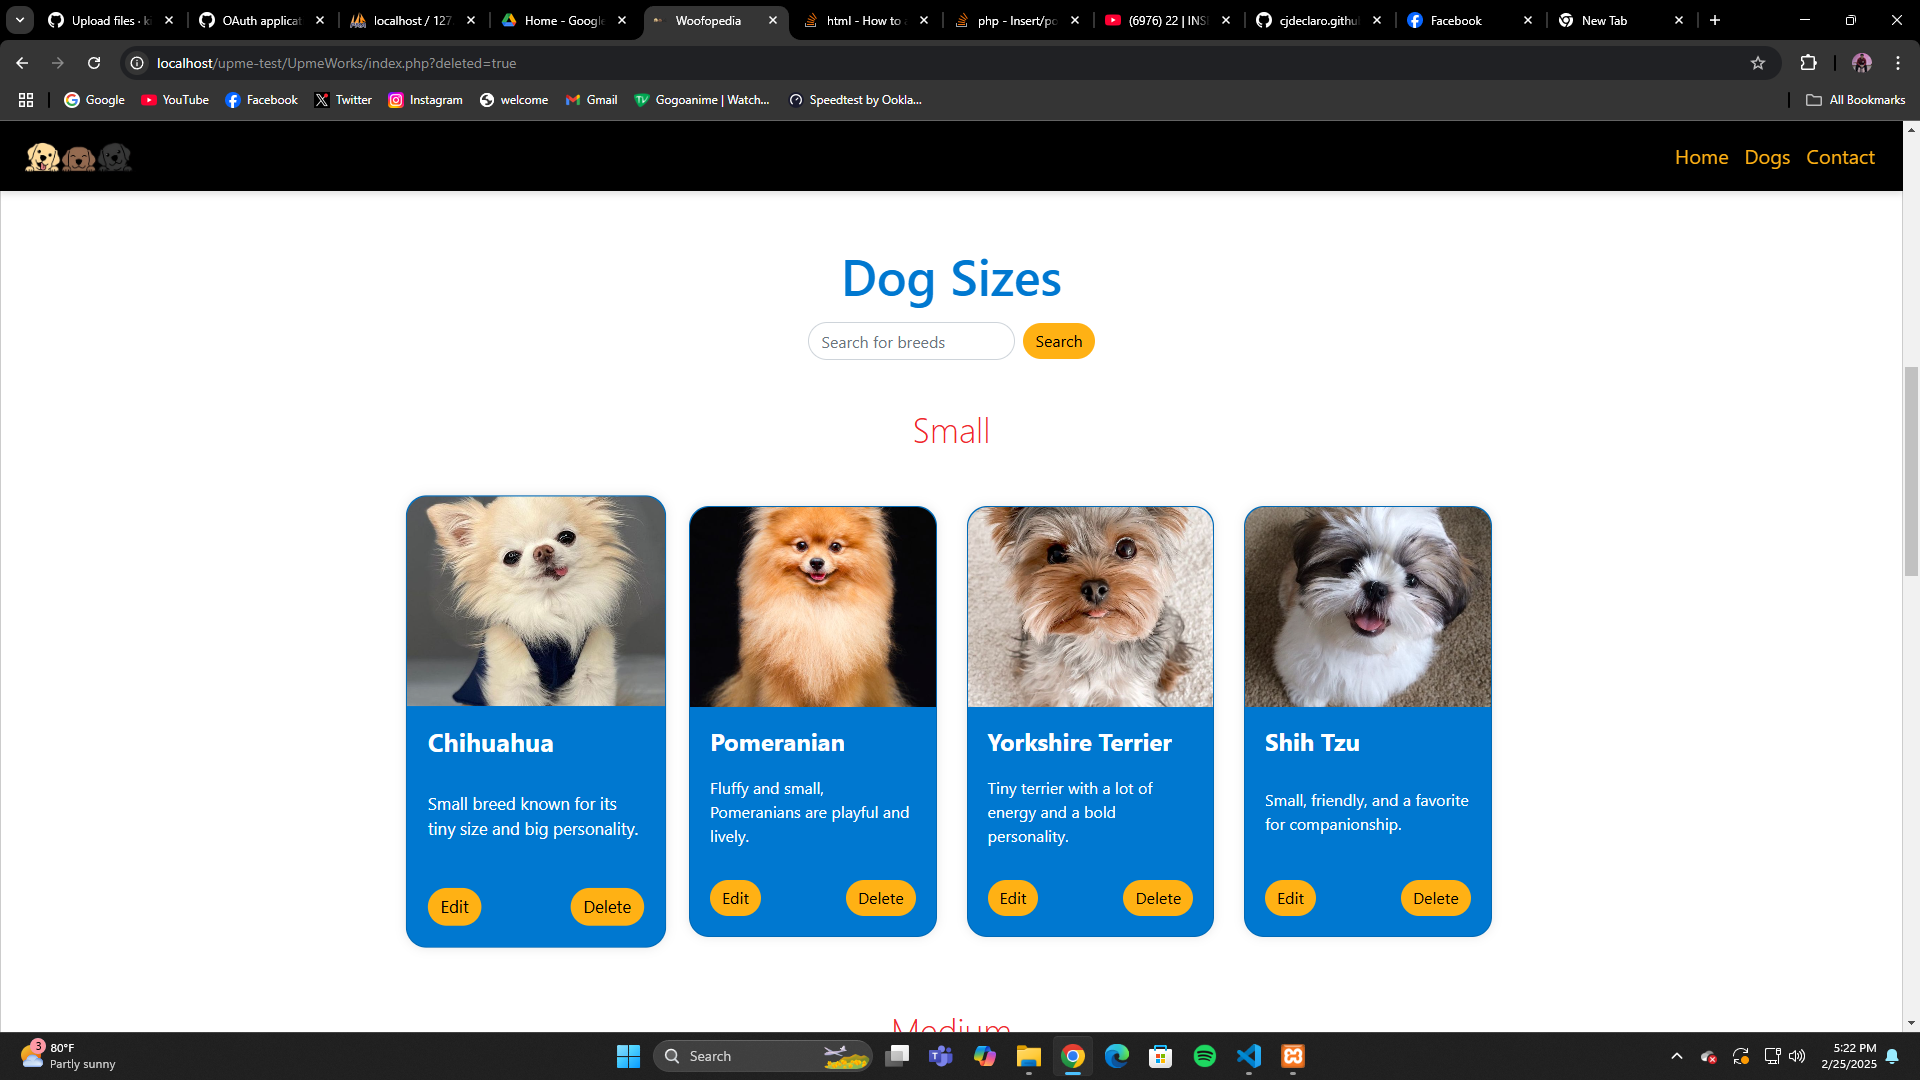 Upload files · ki
OAuth applicat
localhost / 127
Home - Google
Woofopedia
html - How to
php - Insert/po
(6976) 22 | INS
cjdeclaro.githu
Facebook
New Tab
localhost/upme-test/UpmeWorks/index.php?deleted=true
Google
YouTube
Facebook
Twitter
Instagram
welcome
Gmail
Gogoanime | Watch...
Speedtest by Ookla...
All Bookmarks
Home Dogs Contact
Dog Sizes
Search for breeds
Search
Small
Chihuahua
Small breed known for its
tiny size and big personality.
Edit
Delete
Pomeranian
Fluffy and small,
Pomeranians are playful and
lively.
Edit
Delete
Yorkshire Terrier
Tiny terrier with a lot of
energy and a bold
personality.
Edit
Delete
Shih Tzu
Small, friendly, and a favorite
for companionship.
Edit
Delete
Medium
3
80°F
Partly sunny
Search
5:22 PM
2/25/2025